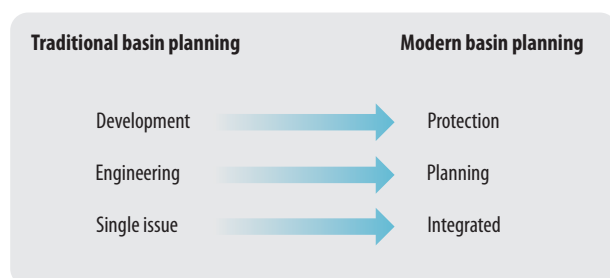 Traditional basin planning Modern basin planning
Development Protection
Engineering Planning
Single issue Integrated